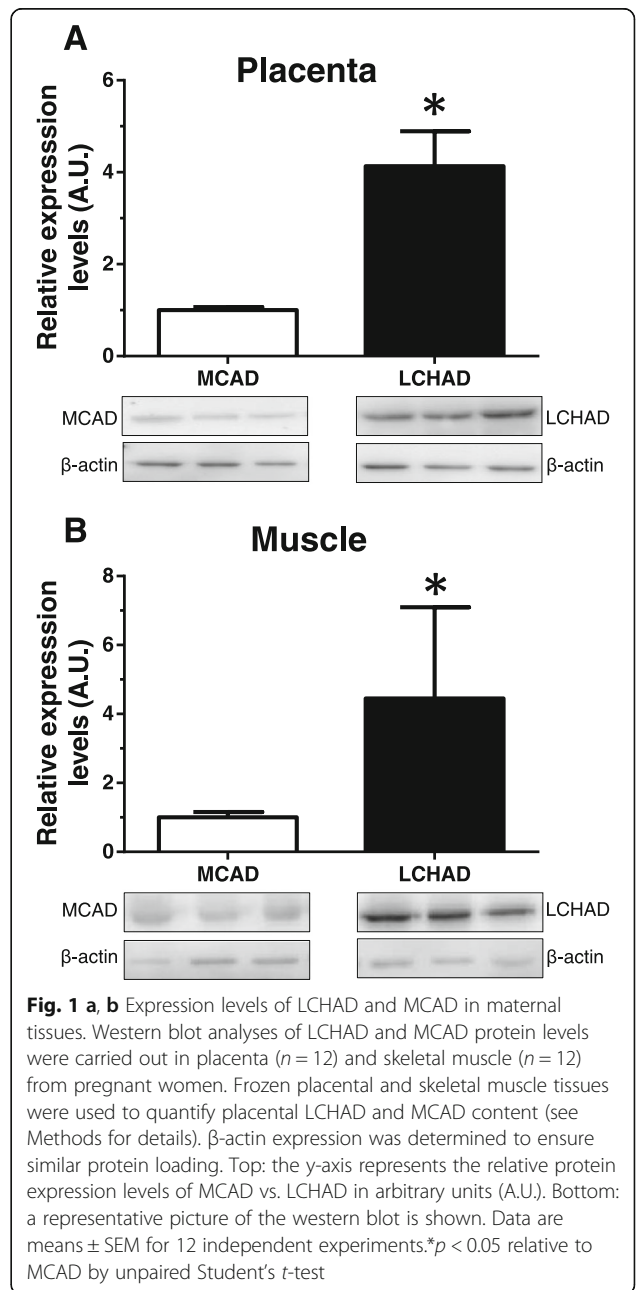 A
Placenta
Relative expresssion
levels (A.U.)
6
4
2
0
*
MCAD LCHAD
MCAD LCHAD
β-actin β-actin
B
Muscle
Relative expresssion
levels (A.U.)
8
6
4
2
0
*
MCAD LCHAD
MCAD LCHAD
β-actin β-actin
Fig. 1 a, b Expression levels of LCHAD and MCAD in maternal
tissues. Western blot analyses of LCHAD and MCAD protein levels
were carried out in placenta (n = 12) and skeletal muscle (n = 12)
from pregnant women. Frozen placental and skeletal muscle tissues
were used to quantify placental LCHAD and MCAD content (see
Methods for details). β-actin expression was determined to ensure
similar protein loading. Top: the y-axis represents the relative protein
expression levels of MCAD vs. LCHAD in arbitrary units (A.U.). Bottom:
a representative picture of the western blot is shown. Data are
means ± SEM for 12 independent experiments.*p < 0.05 relative to
MCAD by unpaired Student's t-test